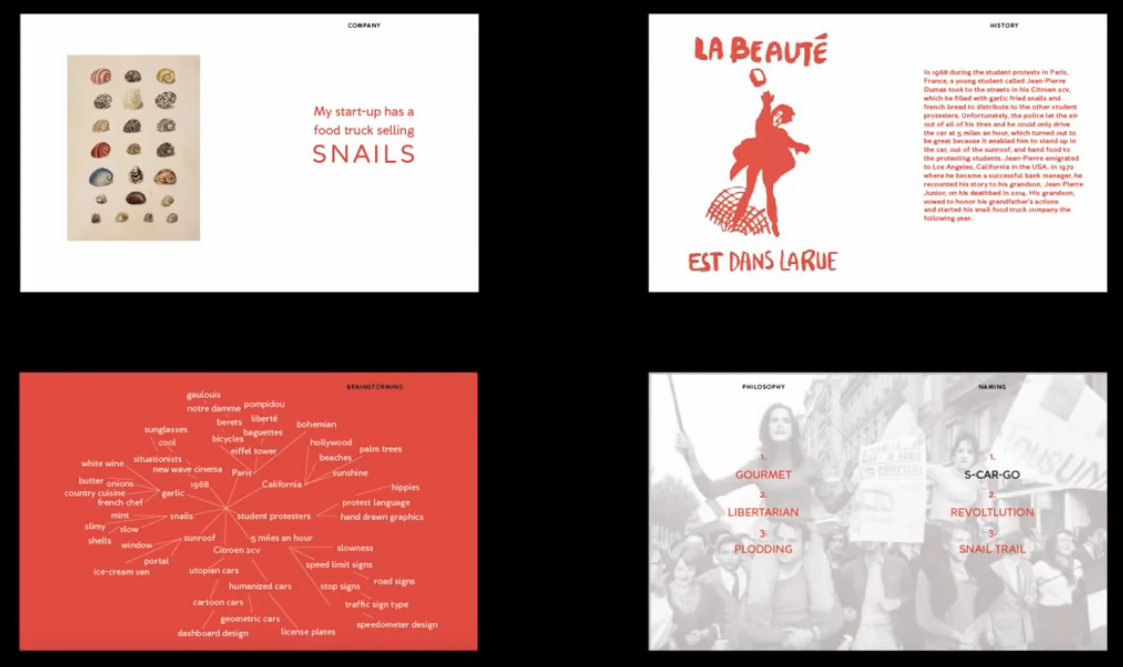 COMPANY
My start-up has a
food truck selling
SNAILS
HISTORY
LA BEAUTÉ
EST DANS LA RUE
In 1968 during the student protests in Paris,
France, a young student called Jean-Pierre
Dumas took to the streets in his Citroen 2cv,
which he filled with garlic fried snails and
french bread to distribute to the other student
protesters. Unfortunately, the police let the air
out of all of his tires and he could only drive
the car at 5 miles an hour, which turned out to
be great because it enabled him to stand up in
the car, out of the sunroof, and hand food to
the protesting students. Jean-Pierre emigrated
to Los Angeles, California in the USA, in 1972
where he became a successful bank manager, he
recounted his story to his grandson, Jean-Pierre
Junior, on his deathbed in 2014. His grandson,
vowed to honor his grandfather's actions
and started his snail food truck company the
following year.
BRAINSTORMING
gaulouis
notre damme
pompidou
berets
liberté
bicycles
baguettes
eiffel tower
Paris
bohemian
hollywood
beaches
palm trees
sunshine
California
sunglasses
cool
situationists
new wave cinema
1968
white wine
butter
onions
country cuisine
french chef
garlic
mint
slimy
slow
shells
snails
window
sunroof
portal
ice-cream van
student protesters
hippies
protest language
hand drawn graphics
5 miles an hour
slowness
speed limit signs
stop signs
road signs
traffic sign type
speedometer design
Citroen 2cv
utopian cars
humanized cars
cartoon cars
geometric cars
dashboard design
license plates
PHILOSOPHY
1.
GOURMET
2.
LIBERTARIAN
3.
PLODDING
NAMING
1.
S-CAR-GO
2.
REVOLTLUTION
3.
SNAIL TRAIL